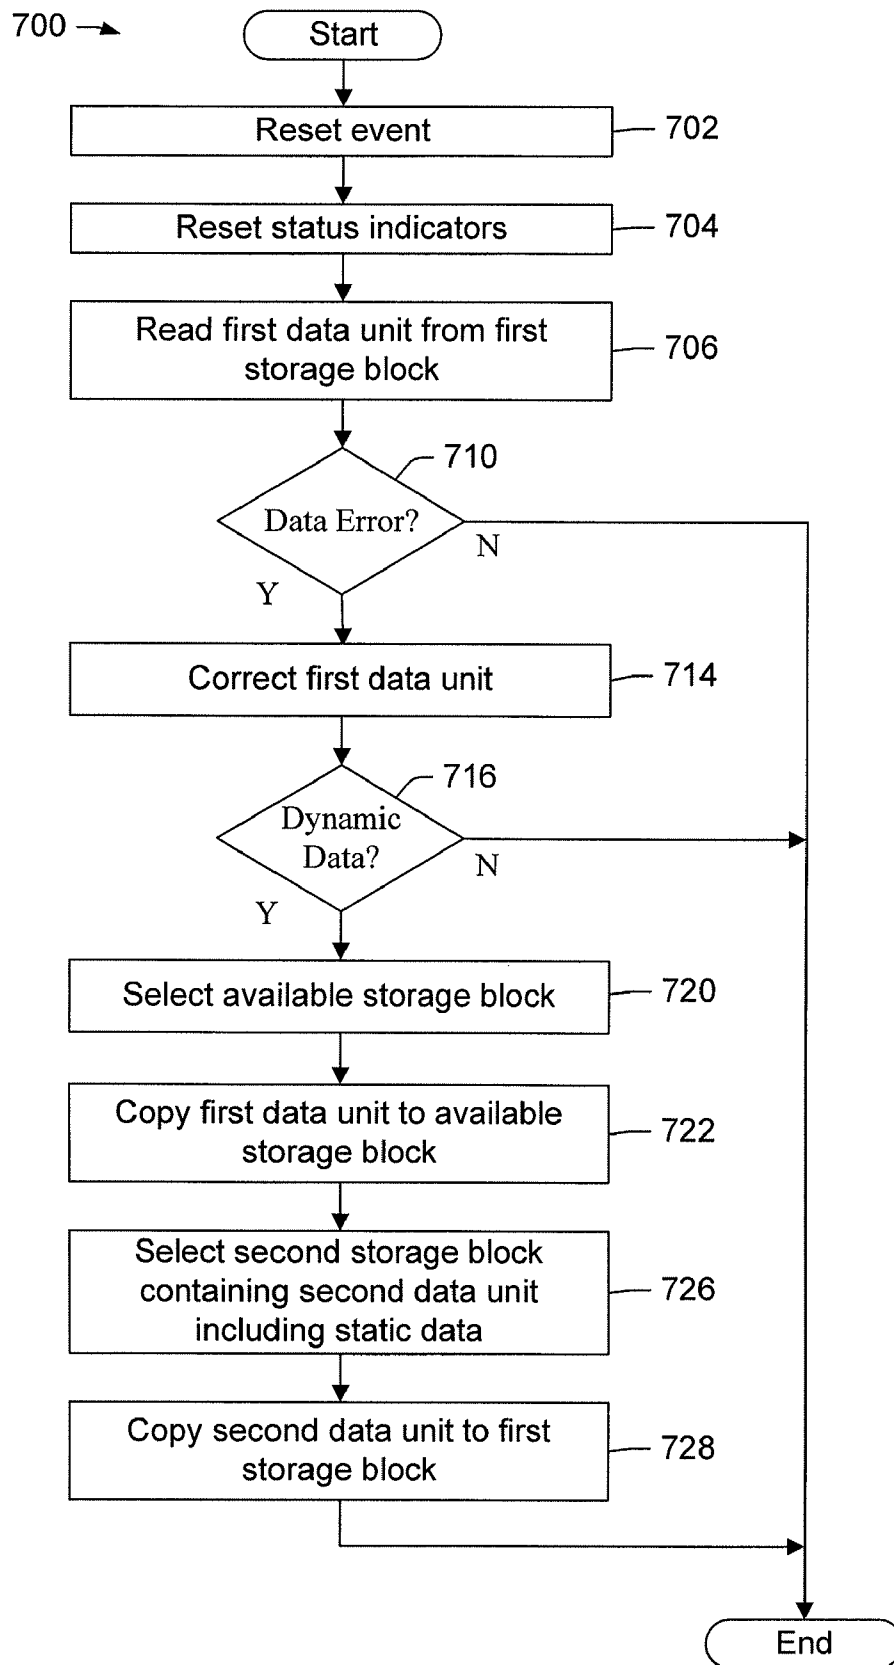 700
Start
Reset event
702
Reset status indicators
704
Read first data unit from first
storage block
706
710
Data Error?
N
Y
Correct first data unit
714
716
Dynamic
Data?
N
Y
Select available storage block
720
Copy first data unit to available
storage block
722
Select second storage block
containing second data unit
including static data
726
Copy second data unit to first
storage block
728
End